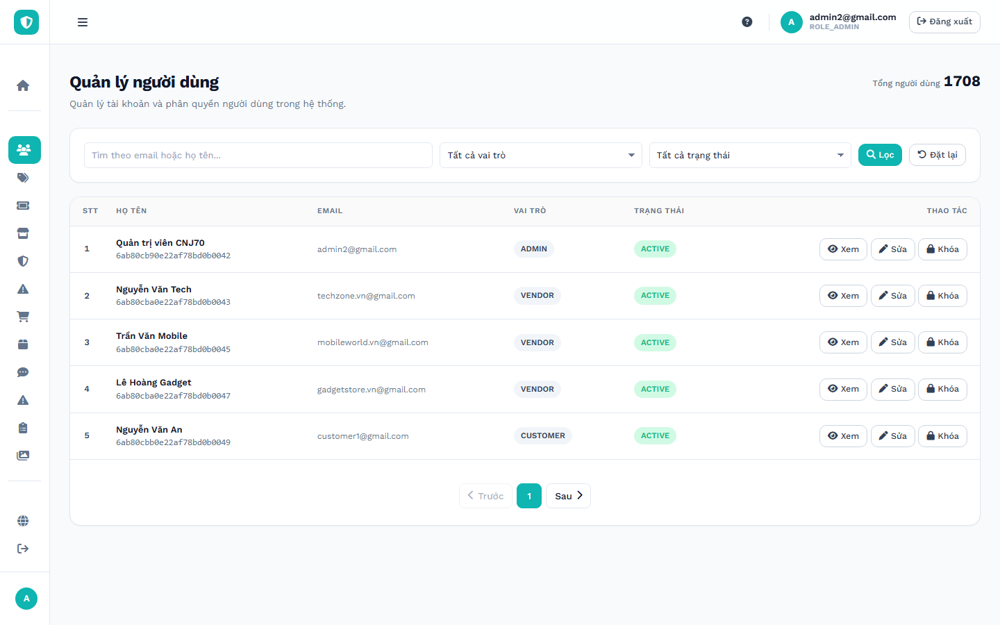 admin2@gmail.com
ROLE_ADMIN
A
Đăng xuất
Quản lý người dùng
Quản lý tài khoản và phân quyền người dùng trong hệ thống.
Tổng người dùng 1708
Tìm theo email hoặc họ tên...
Tất cả vai trò
Tất cả trạng thái
Lọc
Đặt lại
STT HỌ TÊN EMAIL VAI TRÒ TRẠNG THÁI THAO TÁC
1 Quản trị viên CNJ70 admin2@gmail.com ADMIN ACTIVE Xem Sửa Khóa
6ab80cb90e22af78bd0b0042
2 Nguyễn Văn Tech techzone.vn@gmail.com VENDOR ACTIVE Xem Sửa Khóa
6ab80cba0e22af78bd0b0043
3 Trần Văn Mobile mobileworld.vn@gmail.com VENDOR ACTIVE Xem Sửa Khóa
6ab80cba0e22af78bd0b0045
4 Lê Hoàng Gadget gadgetstore.vn@gmail.com VENDOR ACTIVE Xem Sửa Khóa
6ab80cba0e22af78bd0b0047
5 Nguyễn Văn An customer1@gmail.com CUSTOMER ACTIVE Xem Sửa Khóa
6ab80cbb0e22af78bd0b0049
Trước 1 Sau
A